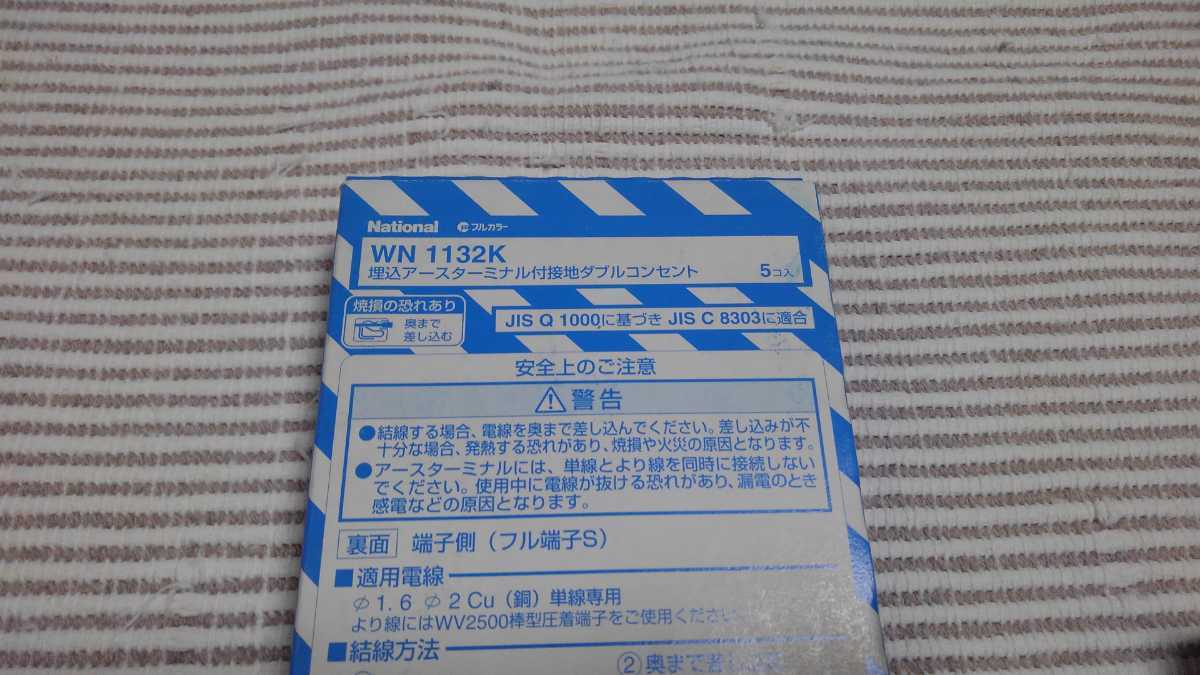 National フルカラー
WN 1132K
埋込アースターミナル付接地ダブルコンセント 5コ入
焼損の恐れあり
奥まで
差し込む
JIS Q 1000に基づき JIS C 8303に適合
安全上のご注意
警告
●結線する場合、電線を奥まで差し込んでください。差し込みが不
十分な場合、発熱する恐れがあり、焼損や火災の原因となります。
●アースターミナルには、単線とより線を同時に接続しない
でください。使用中に電線が抜ける恐れがあり、漏電のとき
感電などの原因となります。
裏面 端子側（フル端子S）
■適用電線
φ1.6 φ2 Cu（銅）単線専用
より線にはWV2500棒型圧着端子をご使用ください
■結線方法
②奥まで